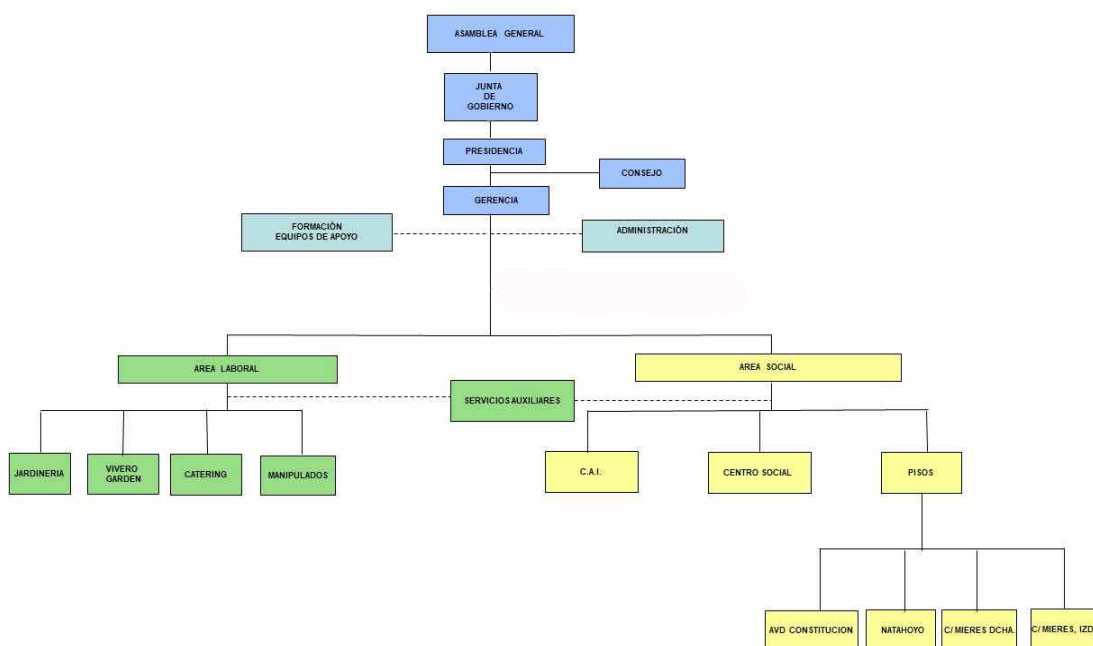 ASAMBLEA GENERAL
JUNTA
DE
GOBIERNO
PRESIDENCIA
CONSEJO
GERENCIA
FORMACIÓN
EQUIPOS DE APOYO
ADMINISTRACIÓN
AREA LABORAL
AREA SOCIAL
SERVICIOS AUXILIARES
JARDINERIA
VIVERO
GARDEN
CATERING
MANIPULADOS
C.A.I.
CENTRO SOCIAL
PISOS
AVD CONSTITUCION
NATAHOYO
C/ MIERES DCHA.
C/ MIERES, IZD